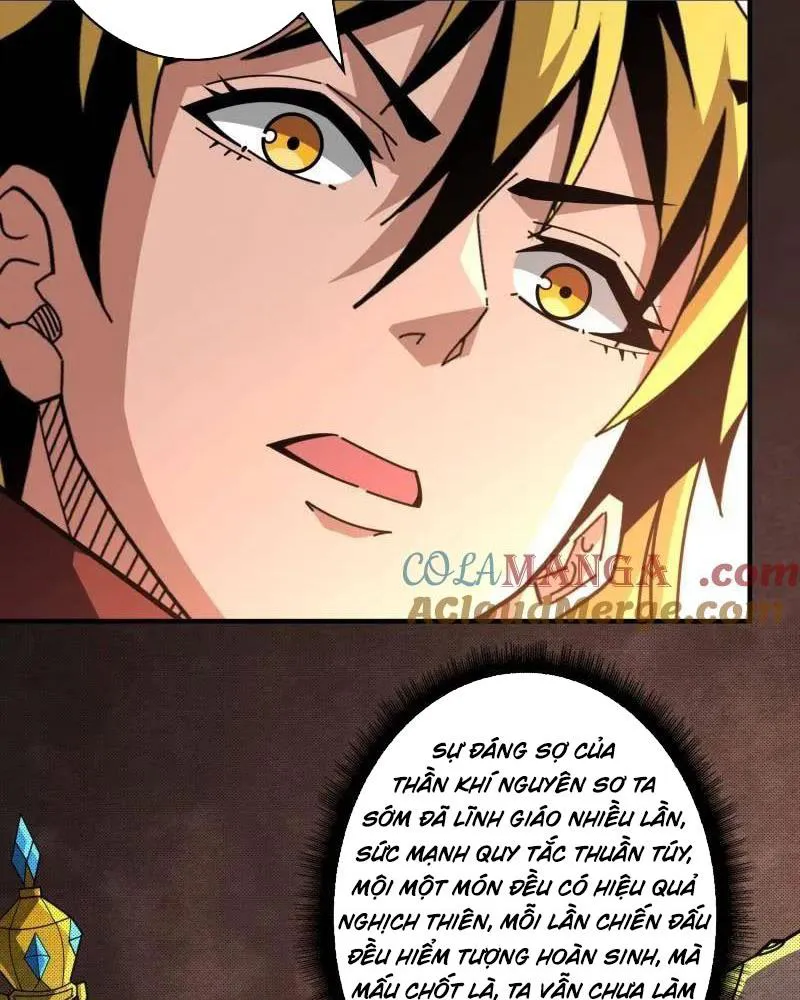 COLAMANGA.com
ACloudMerge.com
SỰ ĐÁNG SỢ CỦA
THẦN KHÍ NGUYÊN SƠ TA
SỚM ĐÃ LĨNH GIÁO NHIỀU LẦN,
SỨC MẠNH QUY TẮC THUẦN TÚY,
MỘI MỘT MÓN ĐỀU CÓ HIỆU QUẢ
NGHỊCH THIÊN, MỖI LẦN CHIẾN ĐẤU
ĐỀU HIỂM TƯỢNG HOÀN SINH, MÀ
MẤU CHỐT LÀ, TA VẪN CHƯA LÀM